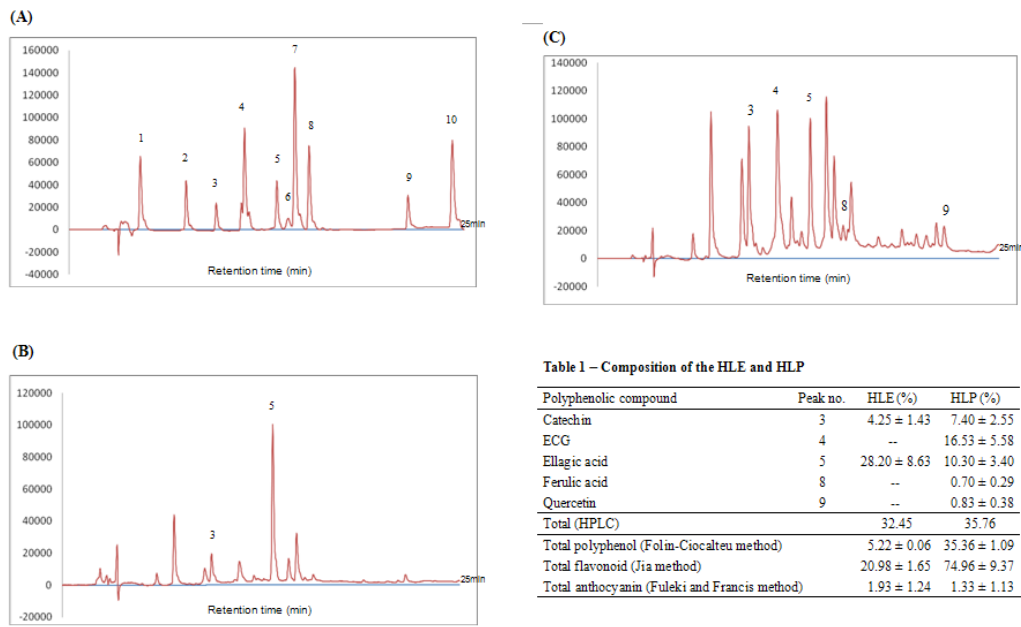 (A)
160000
140000
120000
100000
80000
60000
40000
20000
0
-20000
-40000
1
2
3
4
5
6
7
8
9
10
25min
Retention time (min)
(B)
120000
100000
80000
60000
40000
20000
0
-20000
3
5
25min
Retention time (min)
(C)
140000
120000
100000
80000
60000
40000
20000
0
-20000
3
4
5
8
9
25min
Retention time (min)
Table 1 – Composition of the HLE and HLP
Polyphenolic compound Peak no. HLE (%) HLP (%)
Catechin 3 4.25 ± 1.43 7.40 ± 2.55
ECG 4 -- 16.53 ± 5.58
Ellagic acid 5 28.20 ± 8.63 10.30 ± 3.40
Ferulic acid 8 -- 0.70 ± 0.29
Quercetin 9 -- 0.83 ± 0.38
Total (HPLC) 32.45 35.76
Total polyphenol (Folin-Ciocalteu method) 5.22 ± 0.06 35.36 ± 1.09
Total flavonoid (Jia method) 20.98 ± 1.65 74.96 ± 9.37
Total anthocyanin (Fuleki and Francis method) 1.93 ± 1.24 1.33 ± 1.13